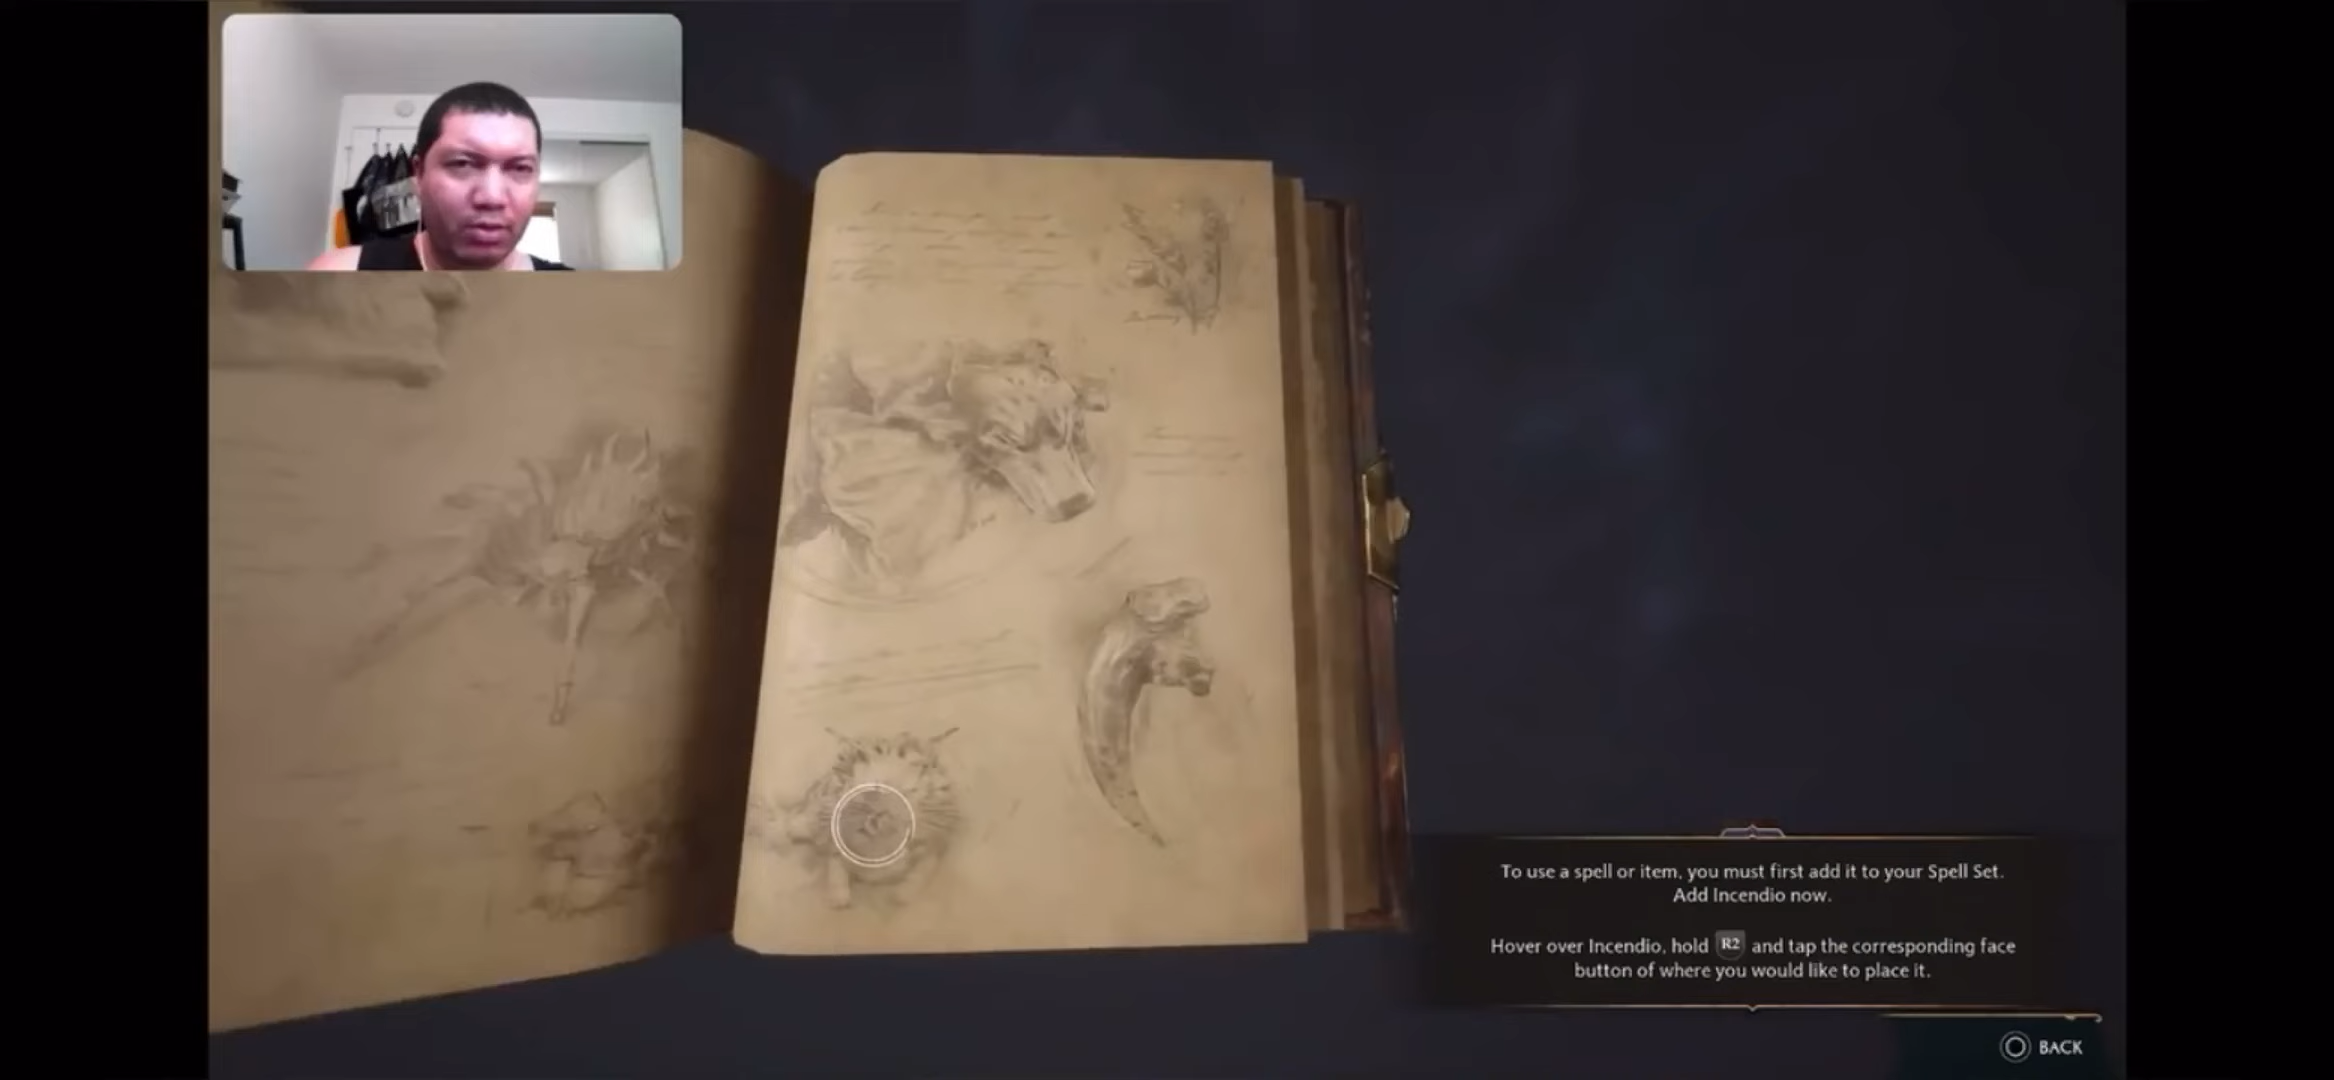 To use a spell or item, you must first add it to your Spell Set.
Add Incendio now.
Hover over Incendio, hold R2 and tap the corresponding face
button of where you would like to place it.
BACK